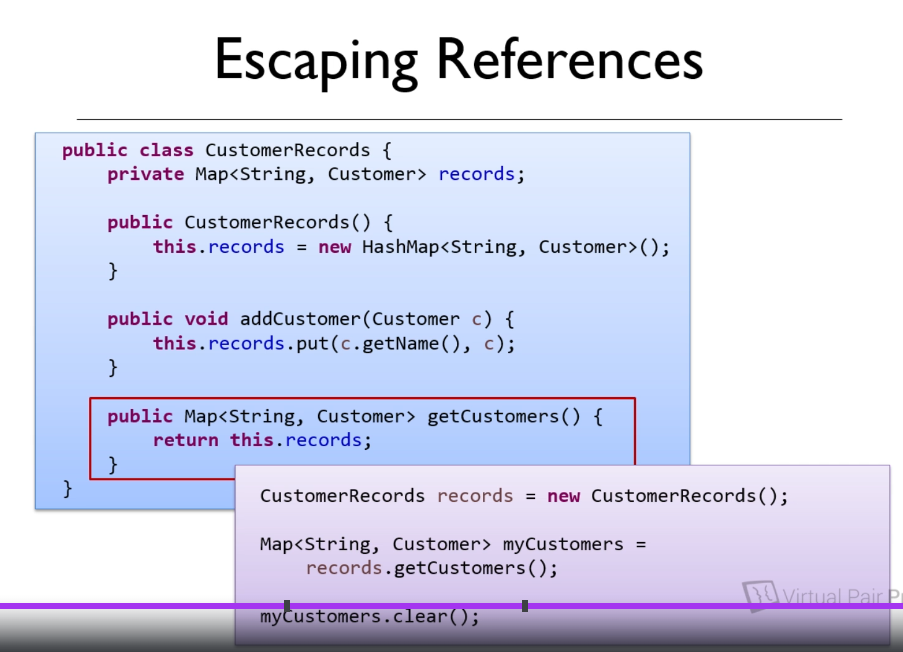 Escaping References
public class CustomerRecords {
private Map<String, Customer> records;
public CustomerRecords() {
this.records = new HashMap<String, Customer>();
}
public void addCustomer(Customer c) {
this.records.put(c.getName(), c);
}
public Map<String, Customer> getCustomers() {
return this.records;
}
}
CustomerRecords records = new CustomerRecords();
Map<String, Customer> myCustomers =
records.getCustomers();
myCustomers.clear();
Virtual Pair